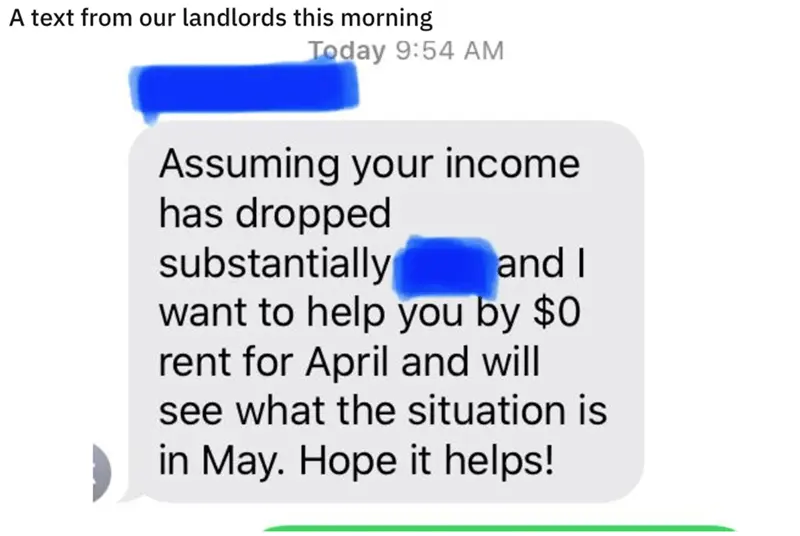 A text from our landlords this morning
Today 9:54 AM
Assuming your income
has dropped
substantially and I
want to help you by $0
rent for April and will
see what the situation is
in May. Hope it helps!